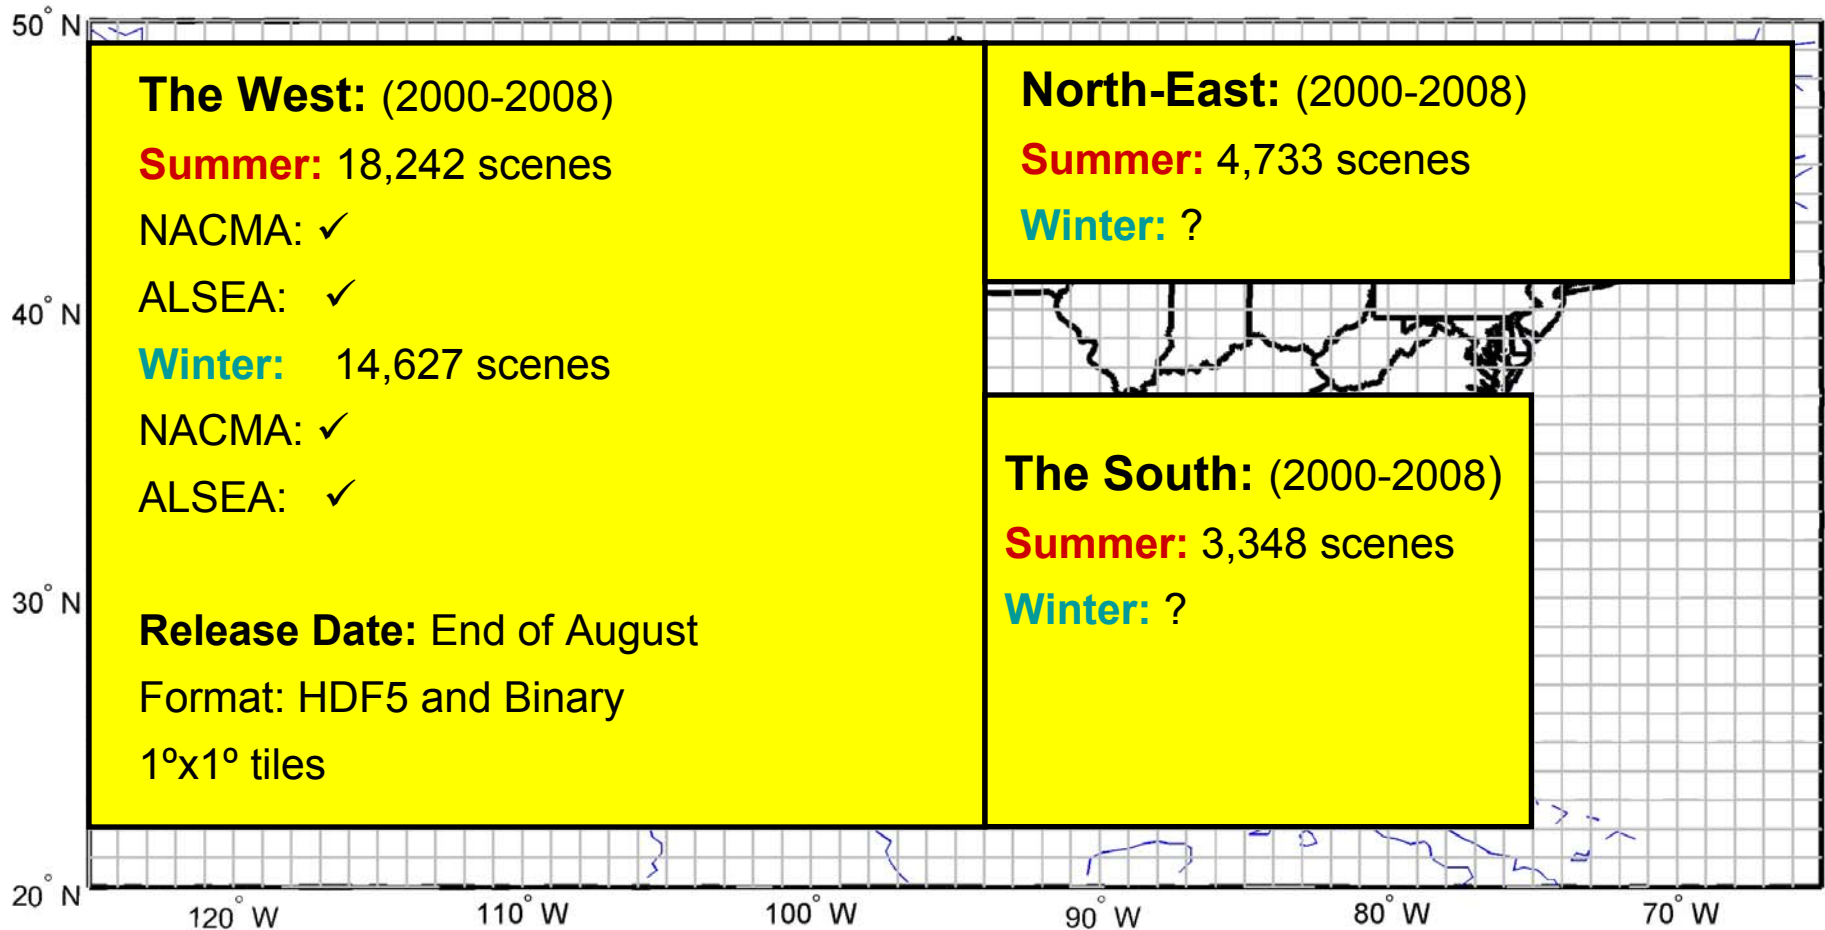 The West: (2000-2008)
Summer: 18,242 scenes
NACMA: ✓
ALSEA: ✓
Winter: 14,627 scenes
NACMA: ✓
ALSEA: ✓
Release Date: End of August
Format: HDF5 and Binary
1ºx1º tiles
North-East: (2000-2008)
Summer: 4,733 scenes
Winter: ?
The South: (2000-2008)
Summer: 3,348 scenes
Winter: ?
50° N
40° N
30° N
20° N
120° W
110° W
100° W
90° W
80° W
70° W